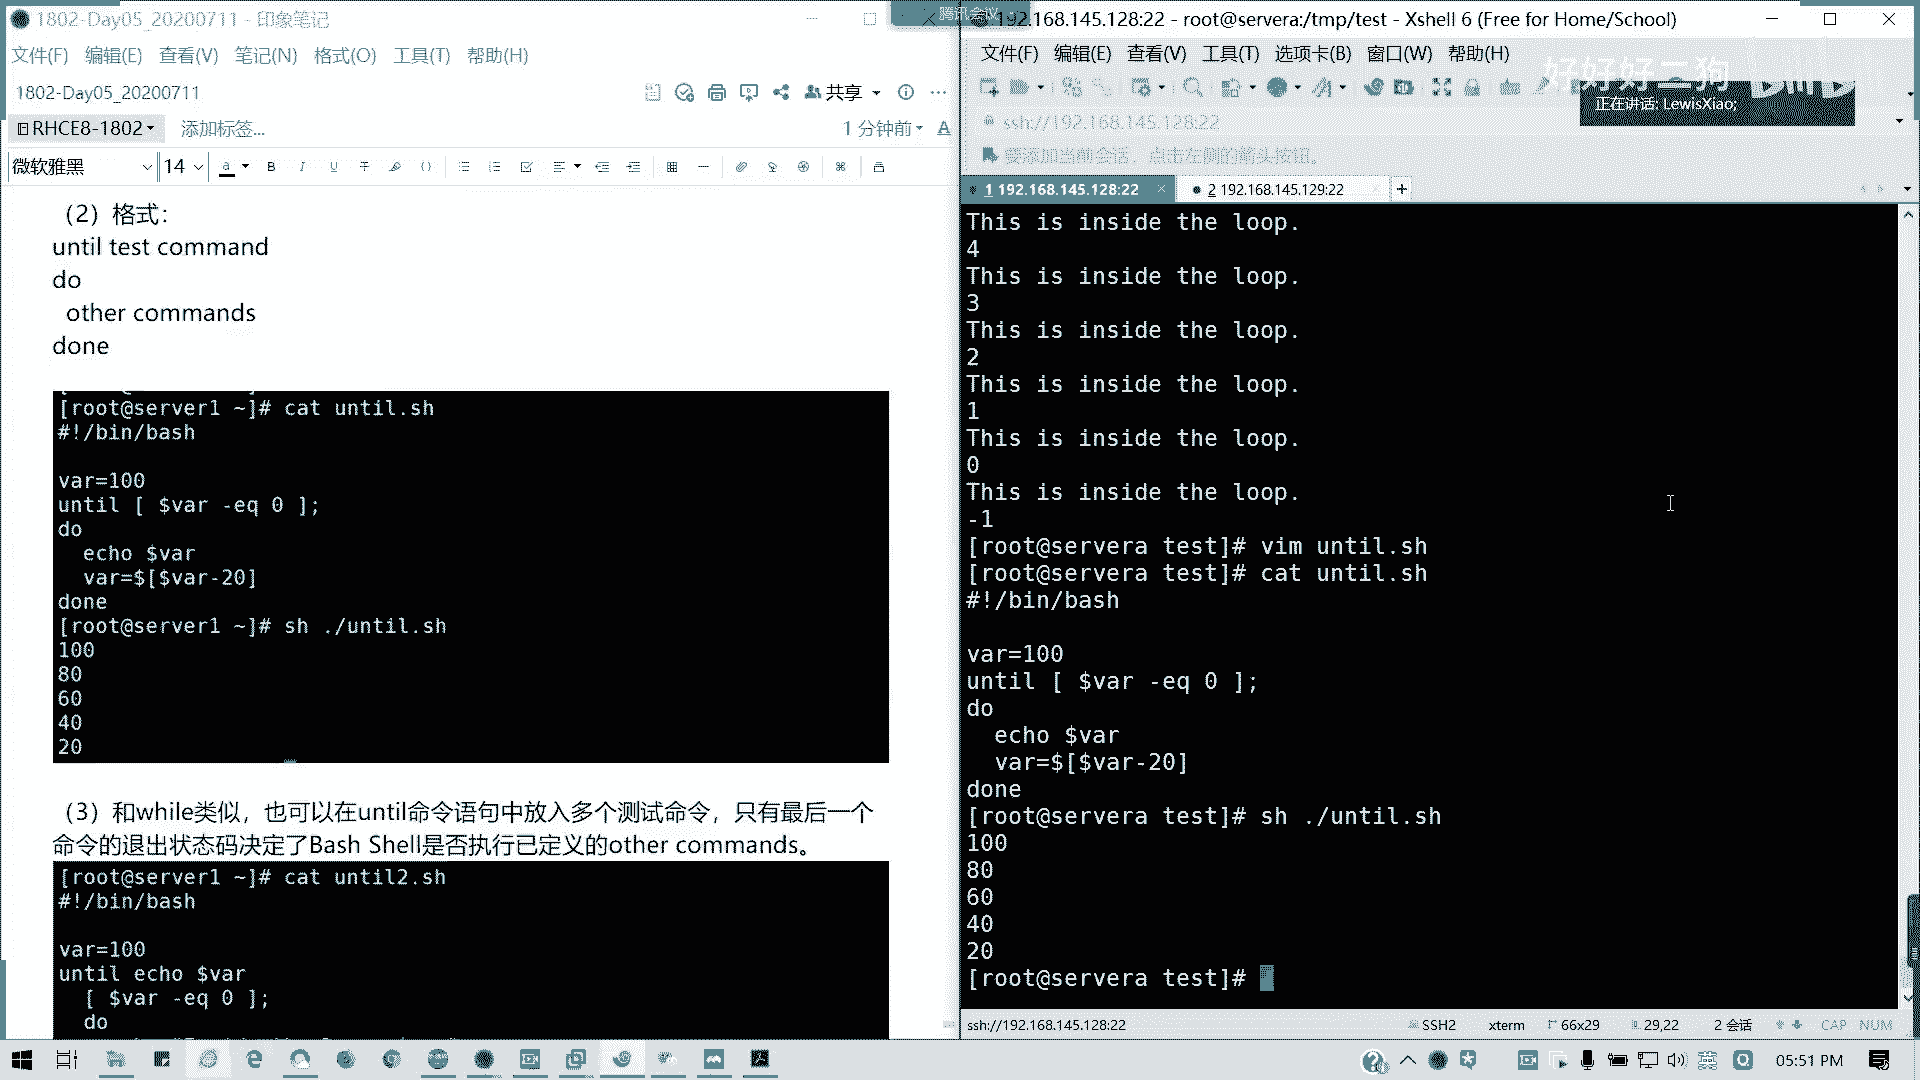 1802-Day05_20200711 - 印象笔记
文件(F) 编辑(E) 查看(V) 笔记(N) 格式(O) 工具(T) 帮助(H)
1802-Day05_20200711
共享
RHCE8-1802 添加标签...
1 分钟前
微软雅黑 14
（2）格式：
until test command
do
other commands
done
[root@server1 ~]# cat until.sh
#!/bin/bash
var=100
until [ $var -eq 0 ];
do
echo $var
var=$[$var-20]
done
[root@server1 ~]# sh ./until.sh
100
80
60
40
20
（3）和while类似，也可以在until命令语句中放入多个测试命令，只有最后一个
命令的退出状态码决定了Bash Shell是否执行已定义的other commands。
[root@server1 ~]# cat until2.sh
#!/bin/bash
var=100
until echo $var
[ $var -eq 0 ];
do
腾讯会议
192.168.145.128:22 - root@servera:/tmp/test - Xshell 6 (Free for Home/School)
文件(F) 编辑(E) 查看(V) 工具(T) 选项卡(B) 窗口(W) 帮助(H)
好好好二狗
正在讲话: LewisXiao;
ssh://192.168.145.128:22
要添加当前会话，点击左侧的箭头按钮。
1 192.168.145.128:22 2 192.168.145.129:22
This is inside the loop.
4
This is inside the loop.
3
This is inside the loop.
2
This is inside the loop.
1
This is inside the loop.
0
This is inside the loop.
-1
[root@servera test]# vim until.sh
[root@servera test]# cat until.sh
#!/bin/bash
var=100
until [ $var -eq 0 ];
do
echo $var
var=$[$var-20]
done
[root@servera test]# sh ./until.sh
100
80
60
40
20
[root@servera test]#
ssh://192.168.145.128:22 SSH2 xterm 66x29 29,22 2 会话 CAP NUM
英 05:51 PM